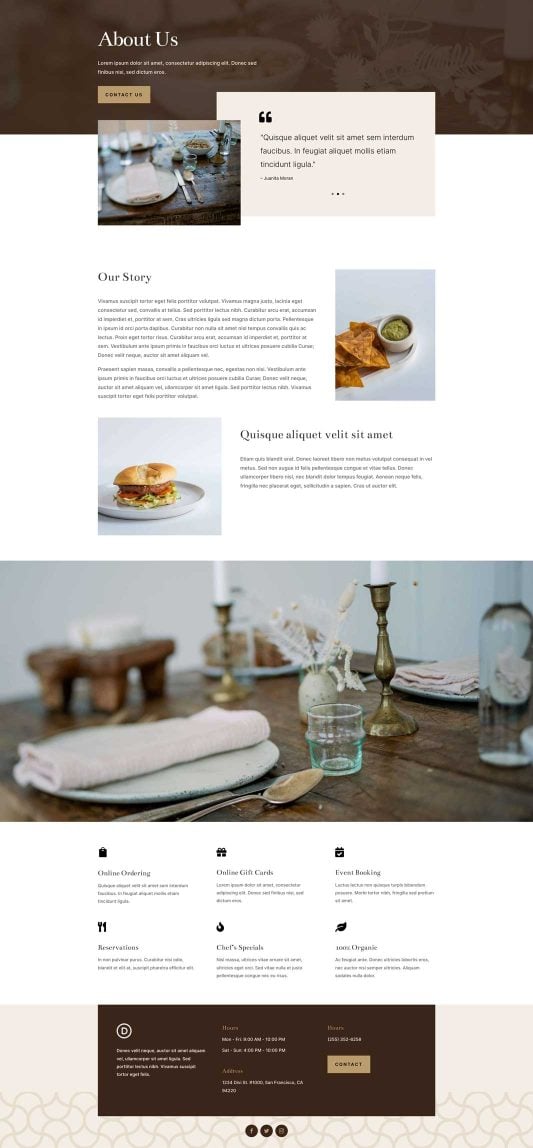 About Us
Lorem ipsum dolor sit amet, consectetur adipiscing elit. Donec sed
finibus nisi, sed dictum eros.
CONTACT US
"Quisque aliquet velit sit amet sem interdum
faucibus. In feugiat aliquet mollis etiam
tincidunt ligula."
– Juanita Moran
Our Story
Vivamus suscipit tortor eget felis porttitor volutpat. Vivamus magna justo, lacinia eget
consectetur sed, convallis at tellus. Sed porttitor lectus nibh. Curabitur arcu erat, accumsan
id imperdiet et, porttitor at sem. Cras ultricies ligula sed magna dictum porta. Pellentesque
in ipsum id orci porta dapibus. Curabitur non nulla sit amet nisl tempus convallis quis ac
lectus. Proin eget tortor risus. Curabitur arcu erat, accumsan id imperdiet et, porttitor at
sem. Vestibulum ante ipsum primis in faucibus orci luctus et ultrices posuere cubilia Curae;
Donec velit neque, auctor sit amet aliquam vel.
Praesent sapien massa, convallis a pellentesque nec, egestas non nisi. Vestibulum ante
ipsum primis in faucibus orci luctus et ultrices posuere cubilia Curae; Donec velit neque,
auctor sit amet aliquam vel, ullamcorper sit amet ligula. Sed porttitor lectus nibh. Vivamus
suscipit tortor eget felis porttitor volutpat.
Quisque aliquet velit sit amet
Etiam quis blandit erat. Donec laoreet libero non metus volutpat consequat in vel
metus. Sed non augue id felis pellentesque congue et vitae tellus. Donec
ullamcorper libero nisl, nec blandit dolor tempus feugiat. Aenean neque felis,
fringilla nec placerat eget, sollicitudin a sapien. Cras ut auctor elit.
Online Ordering
Quisque aliquet velit sit amet sem interdum
faucibus. In feugiat aliquet mollis etiam
tincidunt ligula.
Online Gift Cards
Lorem ipsum dolor sit amet, consectetur
adipiscing elit. Donec sed finibus nisi, sed
dictum eros.
Event Booking
Luctus lectus non quisque turpis bibendum
posuere. Morbi tortor nibh, fringilla sed pretium
sit amet.
Reservations
In non pulvinar purus. Curabitur nisi odio,
blandit et elit at, suscipit pharetra efficitur elit.
Chef's Specials
Nisl massa, ultrices vitae ornare sit amet,
ultricies eget orci. Sed vitae nulla et justo
pellentesque congue nec eu risus.
100% Organic
Ac feugiat ante. Donec ultricies lobortis eros,
nec auctor nisl semper ultricies. Aliquam
sodales nulla dolor.
D
Donec velit neque, auctor sit amet aliquam
vel, ullamcorper sit amet ligula. Sed
porttitor lectus nibh. Vivamus suscipit
tortor eget felis.
Hours
Mon - Fri: 9:00 AM - 10:00 PM
Sat - Sun: 4:00 PM - 10:00 PM
Address
1234 Divi St. #1000, San Francisco, CA
94220
Hours
(255) 352-6258
CONTACT